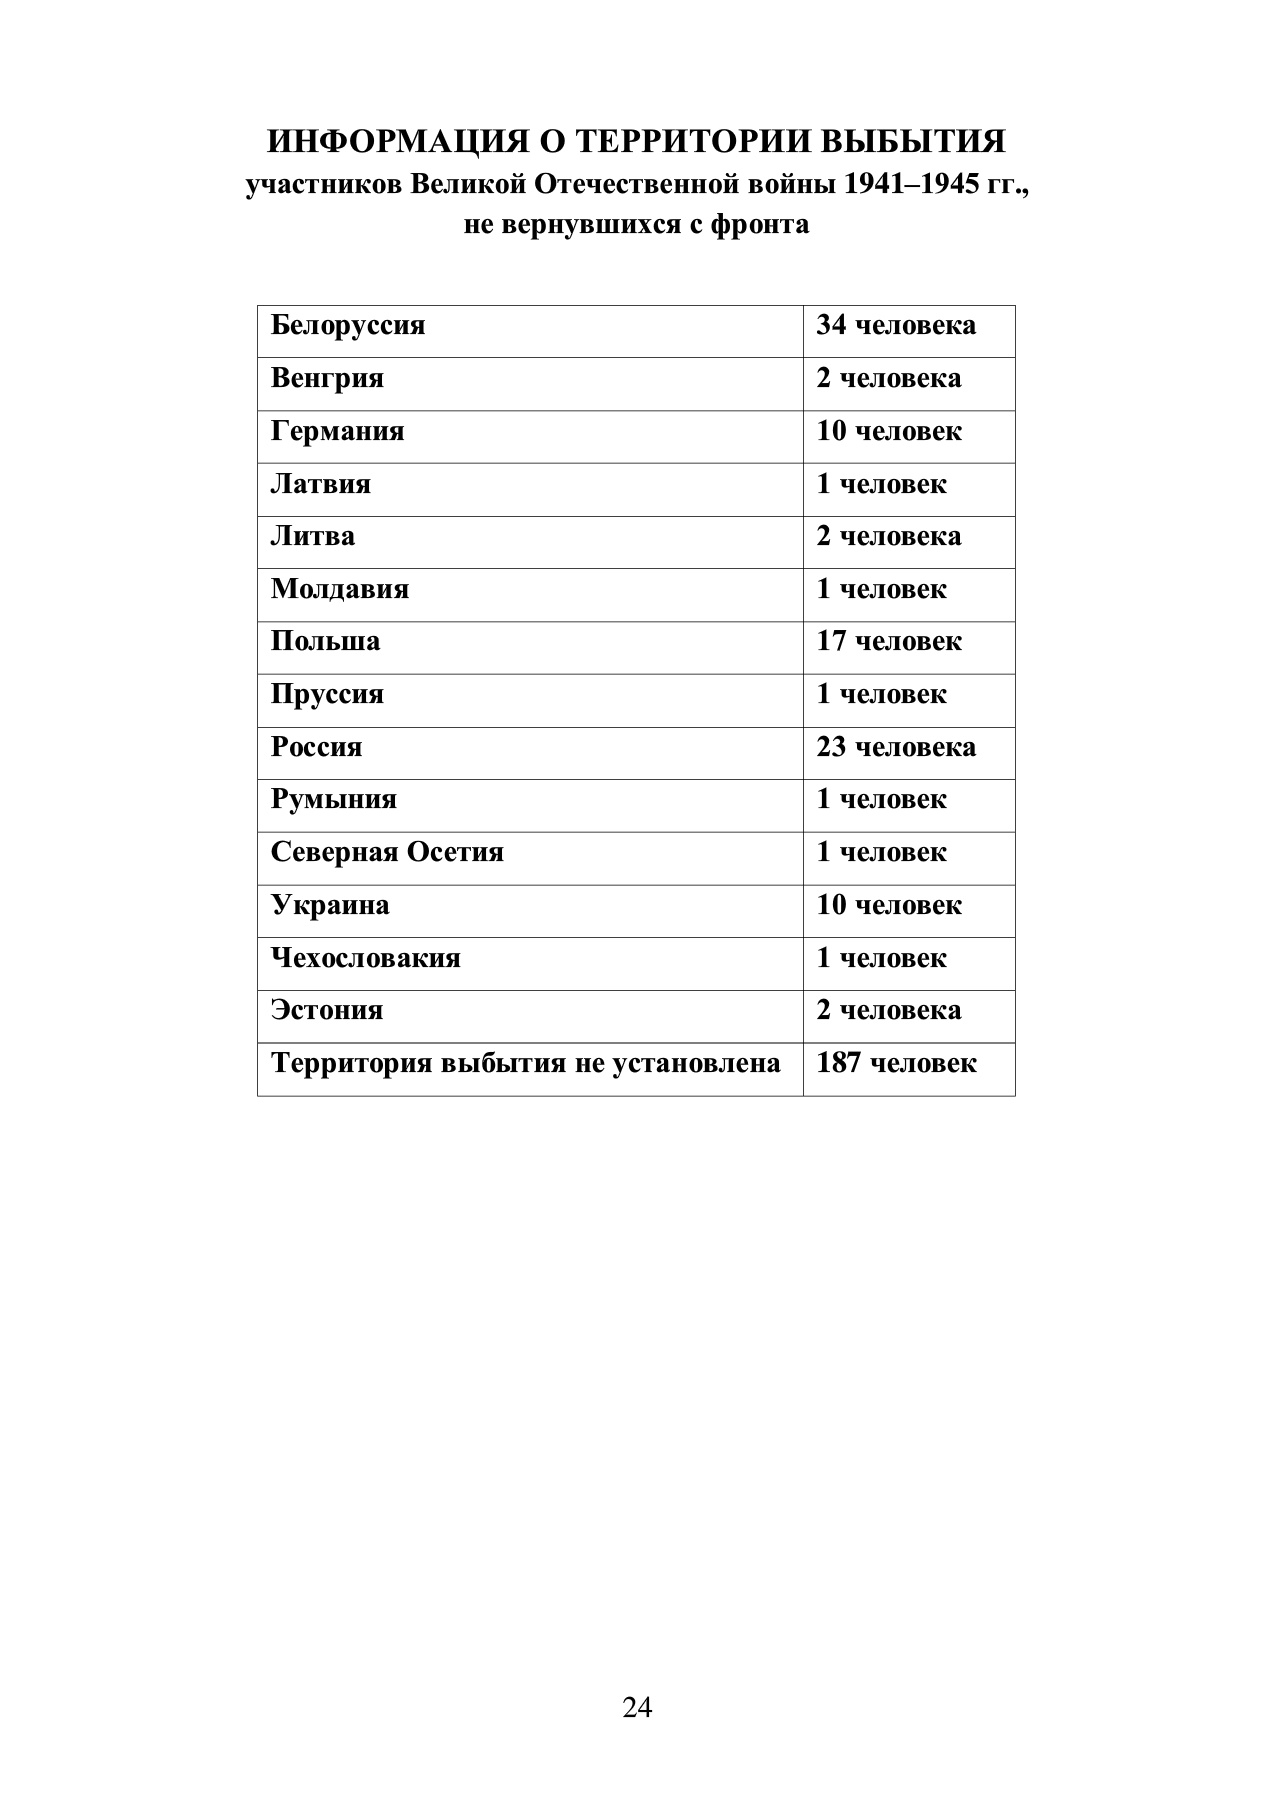 ИНФОРМАЦИЯ О ТЕРРИТОРИИ ВЫБЫТИЯ
участников Великой Отечественной войны 1941–1945 гг.,
не вернувшихся с фронта
Белоруссия 34 человека
Венгрия 2 человека
Германия 10 человек
Латвия 1 человек
Литва 2 человека
Молдавия 1 человек
Польша 17 человек
Пруссия 1 человек
Россия 23 человека
Румыния 1 человек
Северная Осетия 1 человек
Украина 10 человек
Чехословакия 1 человек
Эстония 2 человека
Территория выбытия не установлена 187 человек
24